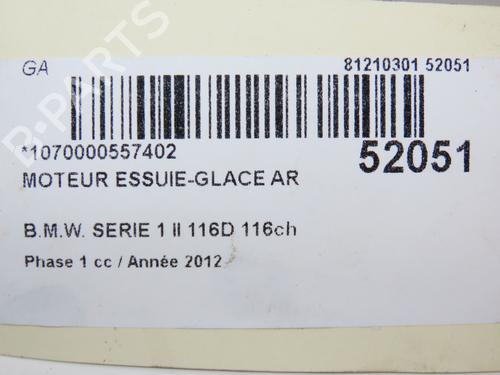 GA
81210301 52051
*1070000557402
52051
MOTEUR ESSUIE-GLACE AR
B.M.W. SERIE 1 II 116D 116ch
Phase 1 cc / Année 2012
B-PARTS